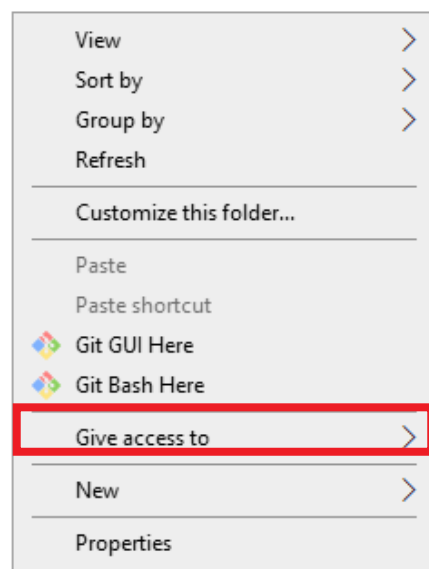 View
Sort by
Group by
Refresh
Customize this folder...
Paste
Paste shortcut
Git GUI Here
Git Bash Here
Give access to
New
Properties